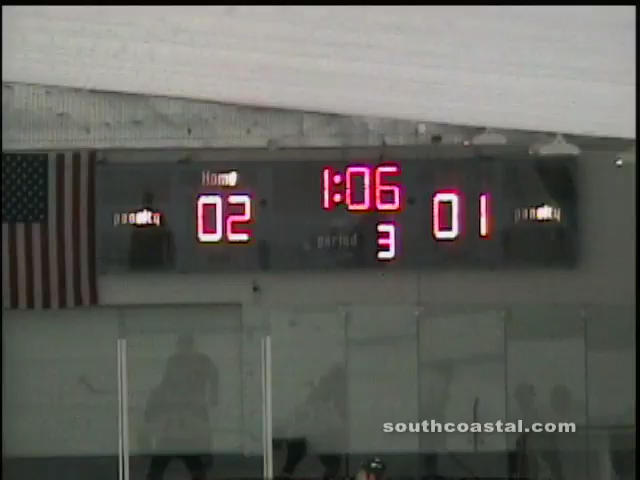 Home
1:06
penalty 02 01 penalty
period 3
southcoastal.com